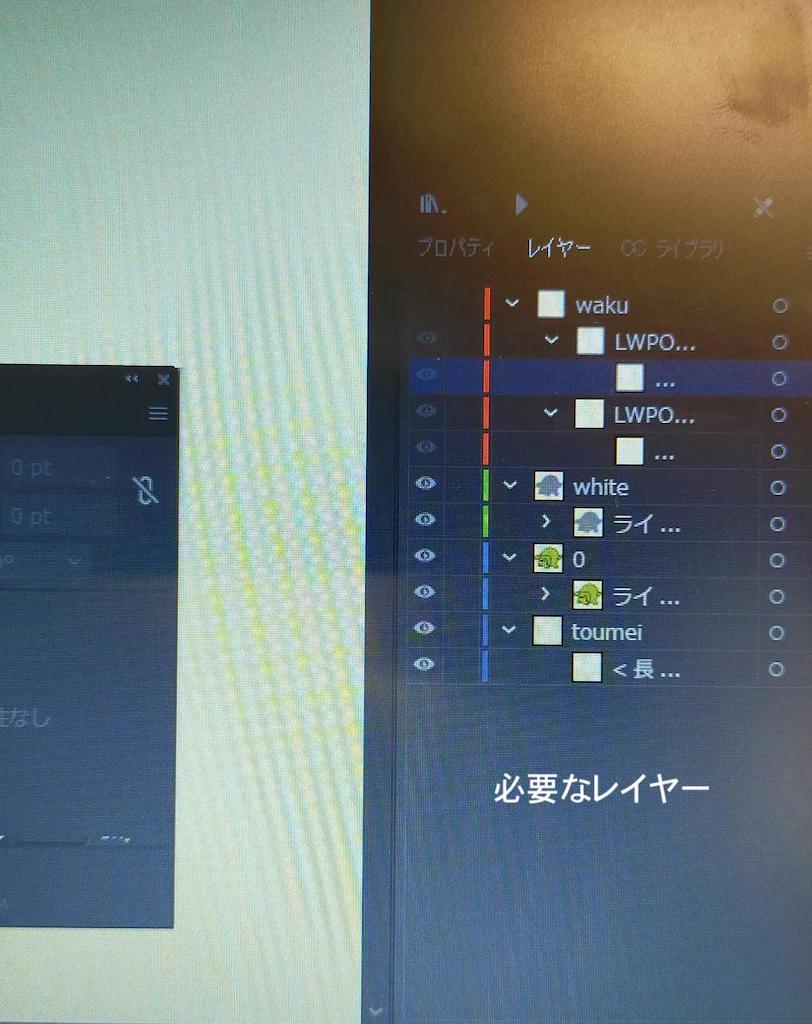 プロパティ レイヤー CC ライブラリ
waku
LWPO...
...
LWPO...
...
white
ライ ...
0
ライ ...
toumei
< 長 ...
0 pt
0 pt
性なし
必要なレイヤー